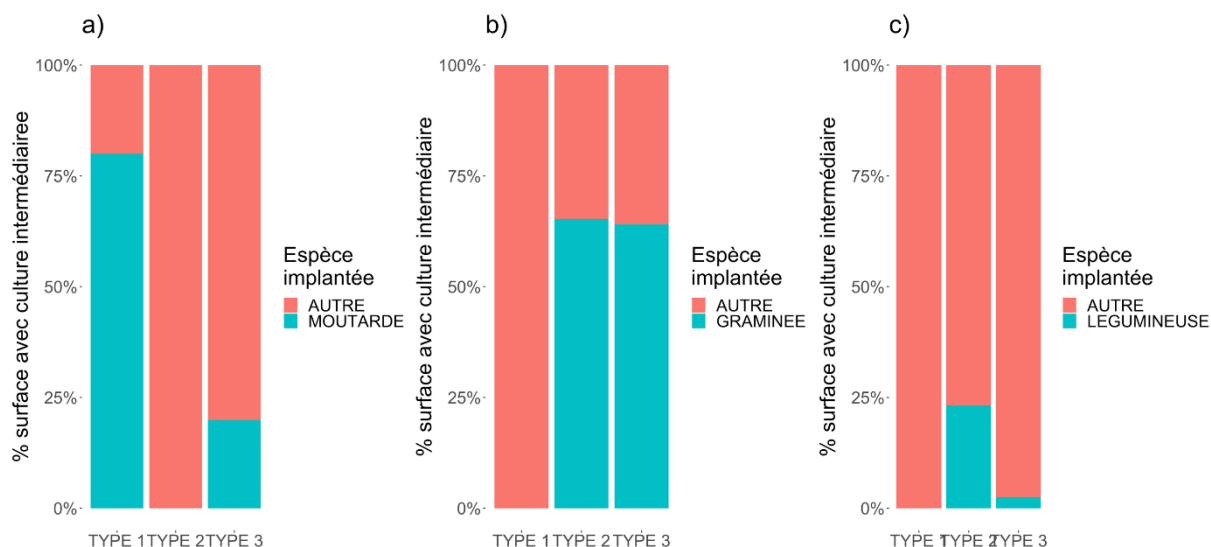 a)
% surface avec culture intermédiairee
100%
75%
50%
25%
0%
TYPE 1 TYPE 2 TYPE 3
Espèce
implantée
AUTRE
MOUTARDE
b)
% surface avec culture intermédiaire
100%
75%
50%
25%
0%
TYPE 1 TYPE 2 TYPE 3
Espèce
implantée
AUTRE
GRAMINEE
c)
% surface avec culture intermédiaire
100%
75%
50%
25%
0%
TYPE 1 TYPE 2 TYPE 3
Espèce
implantée
AUTRE
LEGUMINEUSE